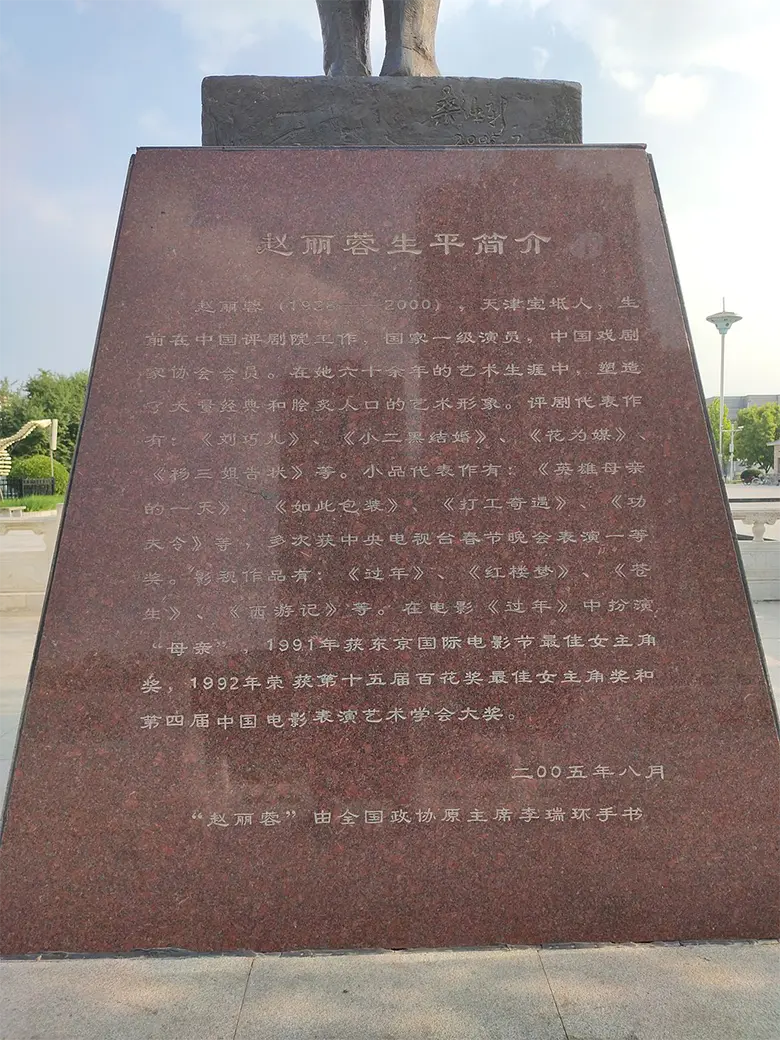 2005.7
赵丽蓉生平简介
赵丽蓉(1928——2000),天津宝坻人,生
前在中国评剧院工作,国家一级演员,中国戏剧
家协会会员。在她六十余年的艺术生涯中,塑造
了大量经典和脍炙人口的艺术形象。评剧代表作
有:《刘巧儿》、《小二黑结婚》、《花为媒》、
《杨三姐告状》等。小品代表作有:《英雄母亲
的一天》、《如此包装》、《打工奇遇》、《功
夫令》等,多次获中央电视台春节晚会表演一等
奖。影视作品有:《过年》、《红楼梦》、《苍
生》、《西游记》等。在电影《过年》中扮演
“母亲”,1991年获东京国际电影节最佳女主角
奖,1992年荣获第十五届百花奖最佳女主角奖和
第四届中国电影表演艺术学会大奖。
二00五年八月
“赵丽蓉”由全国政协原主席李瑞环手书